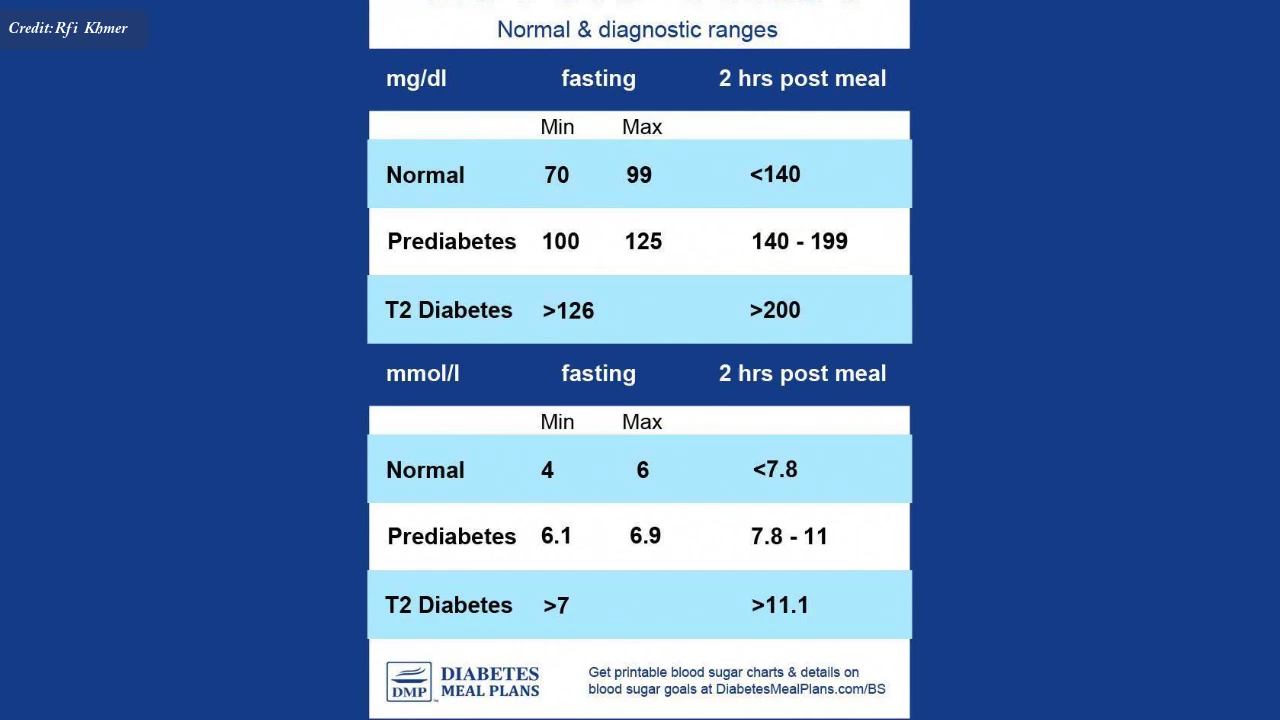 Credit:Rfi Khmer
Normal & diagnostic ranges
mg/dl fasting 2 hrs post meal
Min Max
Normal 70 99 <140
Prediabetes 100 125 140 - 199
T2 Diabetes >126 >200
mmol/l fasting 2 hrs post meal
Min Max
Normal 4 6 <7.8
Prediabetes 6.1 6.9 7.8 - 11
T2 Diabetes >7 >11.1
DMP
DIABETES
MEAL PLANS
™
Get printable blood sugar charts & details on
blood sugar goals at DiabetesMealPlans.com/BS